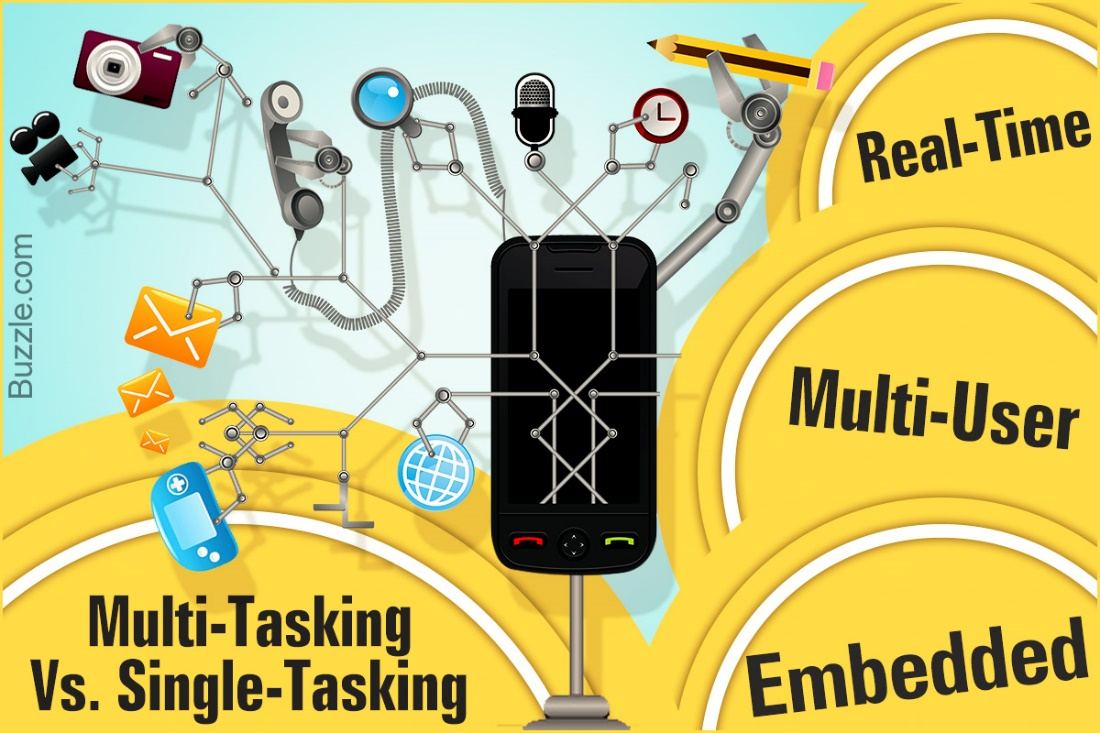 Buzzle.com
Real-Time
Multi-User
Embedded
Multi-Tasking
Vs. Single-Tasking